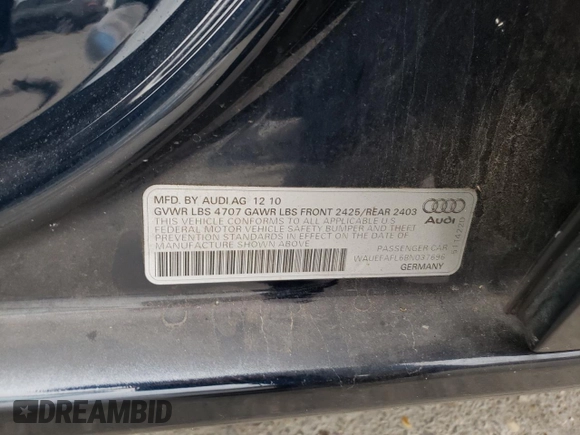 MFD. BY AUDI AG 12 10
GVWR LBS 4707 GAWR LBS FRONT 2425/REAR 2403
THIS VEHICLE CONFORMS TO ALL APPLICABLE U.S.
FEDERAL MOTOR VEHICLE SAFETY BUMPER AND THEFT
PREVENTION STANDARDS IN EFFECT ON THE DATE OF
MANUFACTURE SHOWN ABOVE.
PASSENGER CAR
WAUEFAFL6BN037696
GERMANY
Audi
DREAMBID